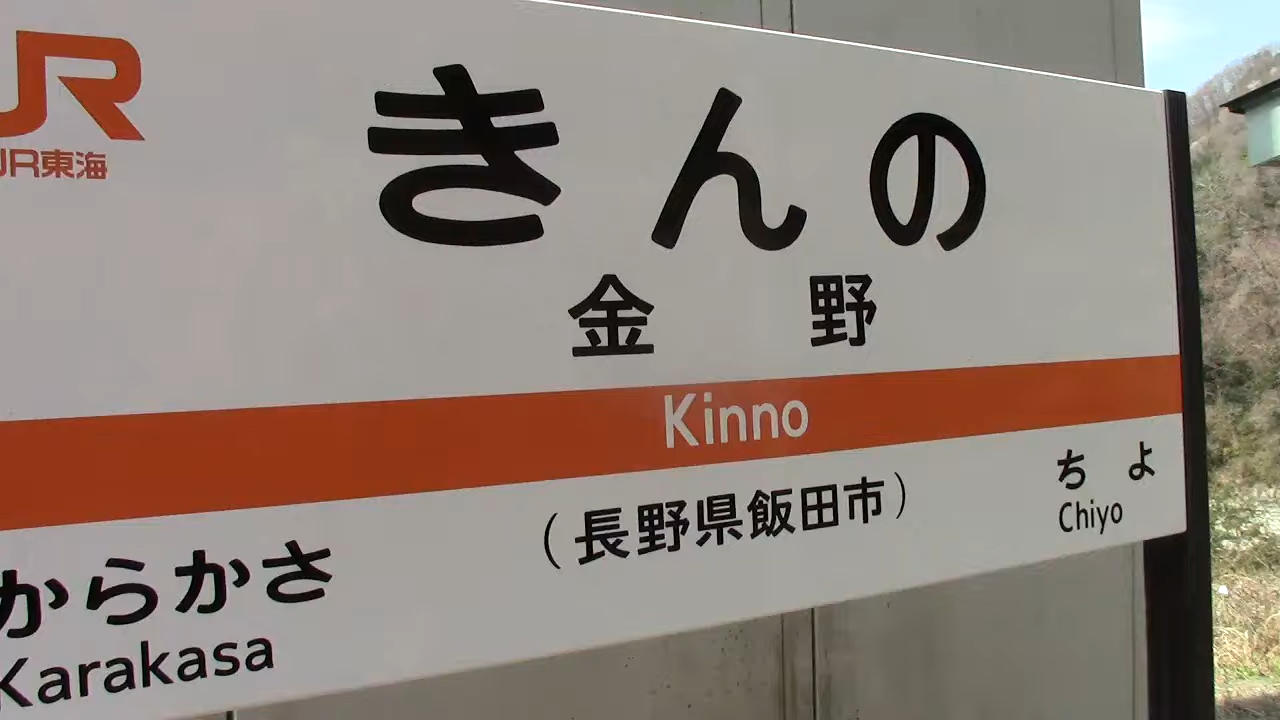 JR
JR東海
きんの
金野
Kinno
(長野県飯田市)
ちよ
Chiyo
からかさ
Karakasa